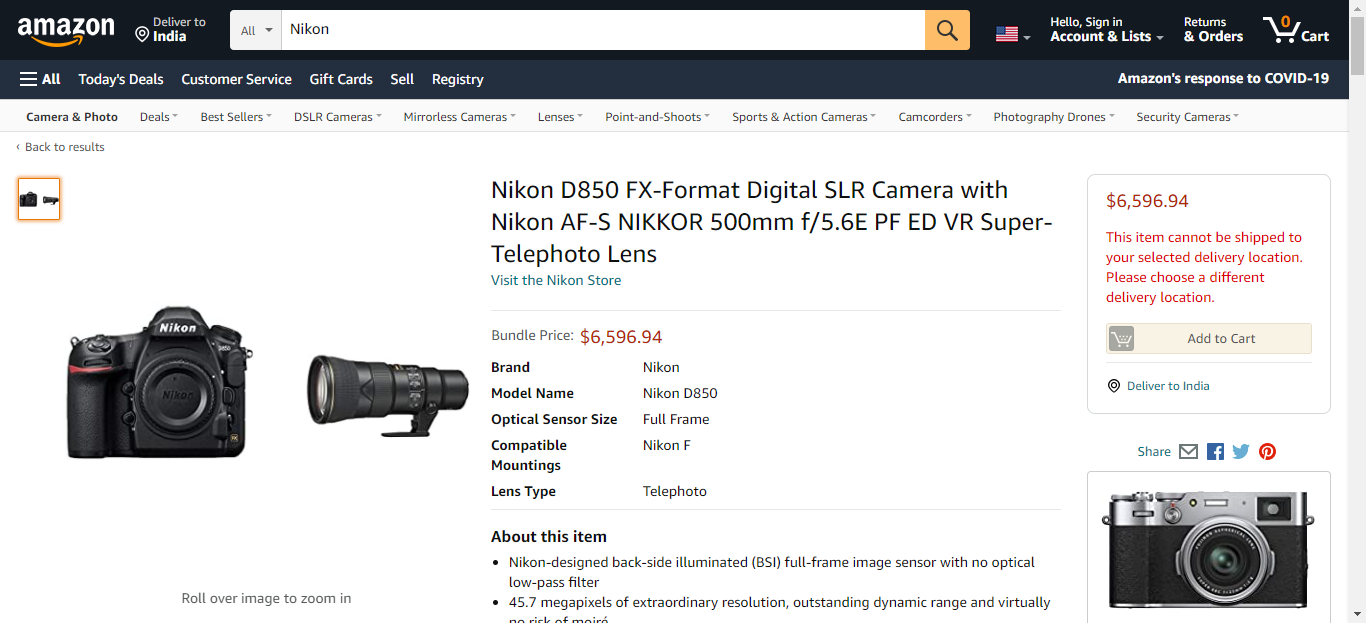 amazon
Deliver to
India
All
Nikon
Hello, Sign in
Account & Lists
Returns
& Orders
0
Cart
All
Today's Deals
Customer Service
Gift Cards
Sell
Registry
Amazon's response to COVID-19
Camera & Photo
Deals
Best Sellers
DSLR Cameras
Mirrorless Cameras
Lenses
Point-and-Shoots
Sports & Action Cameras
Camcorders
Photography Drones
Security Cameras
‹ Back to results
Nikon
D850
Nikon
FX
Roll over image to zoom in
Nikon D850 FX-Format Digital SLR Camera with
Nikon AF-S NIKKOR 500mm f/5.6E PF ED VR Super-
Telephoto Lens
Visit the Nikon Store
Bundle Price: $6,596.94
Brand Nikon
Model Name Nikon D850
Optical Sensor Size Full Frame
Compatible Nikon F
Mountings
Lens Type Telephoto
About this item
• Nikon-designed back-side illuminated (BSI) full-frame image sensor with no optical
low-pass filter
• 45.7 megapixels of extraordinary resolution, outstanding dynamic range and virtually
no risk of moiré
$6,596.94
This item cannot be shipped to
your selected delivery location.
Please choose a different
delivery location.
Add to Cart
Deliver to India
Share